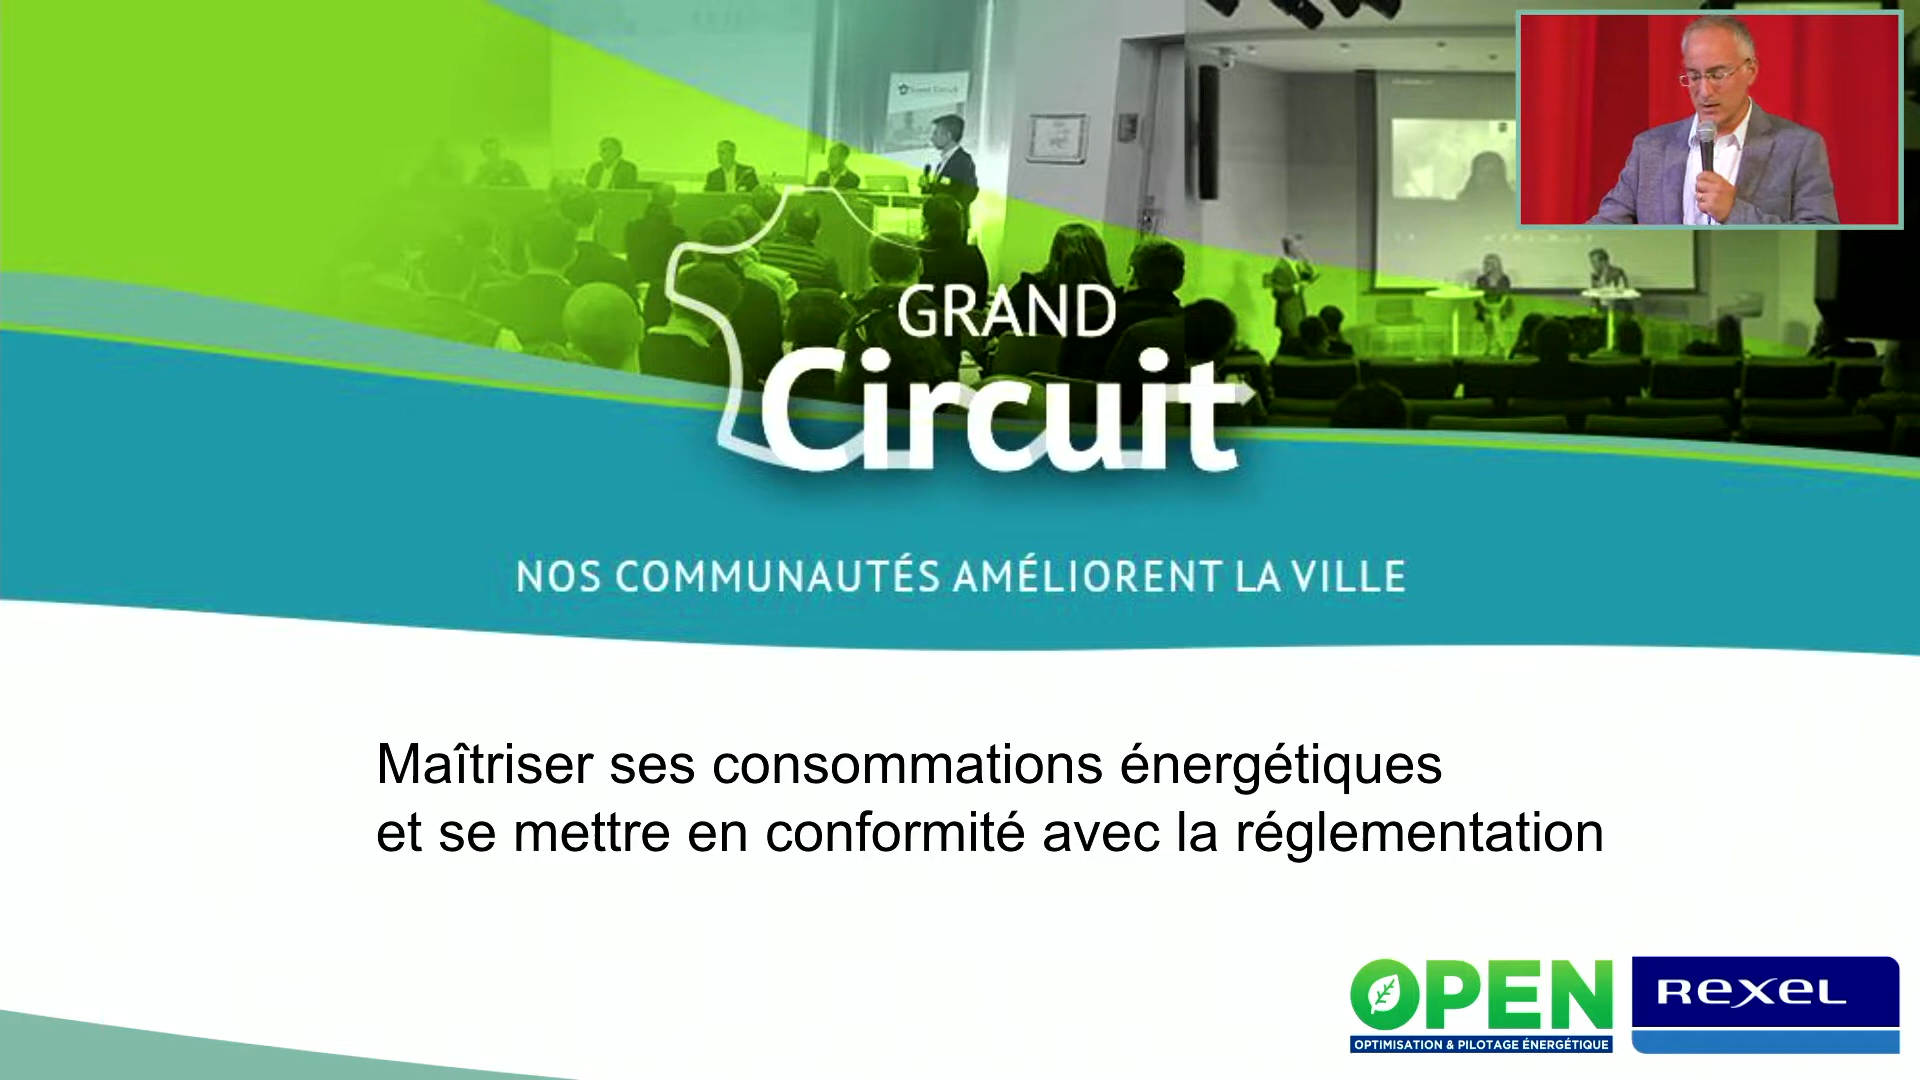 GRAND
Circuit
NOS COMMUNAUTÉS AMÉLIORENT LA VILLE
Maîtriser ses consommations énergétiques
et se mettre en conformité avec la réglementation
OPEN
OPTIMISATION & PILOTAGE ÉNERGÉTIQUE
REXEL